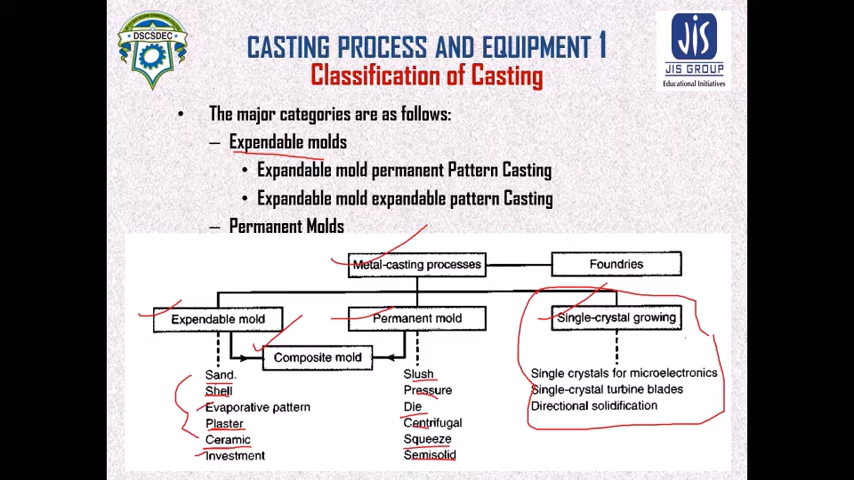 DSCSDEC
CASTING PROCESS AND EQUIPMENT 1
Classification of Casting
JIS
JIS GROUP
Educational Initiatives
• The major categories are as follows:
– Expendable molds
• Expandable mold permanent Pattern Casting
• Expandable mold expandable pattern Casting
– Permanent Molds
Metal-casting processes
Foundries
Expendable mold
Permanent mold
Single-crystal growing
Composite mold
Sand.
Shell
Evaporative pattern
Plaster
Ceramic
Investment
Slush
Pressure
Die
Centrifugal
Squeeze
Semisolid
Single crystals for microelectronics
Single-crystal turbine blades
Directional solidification